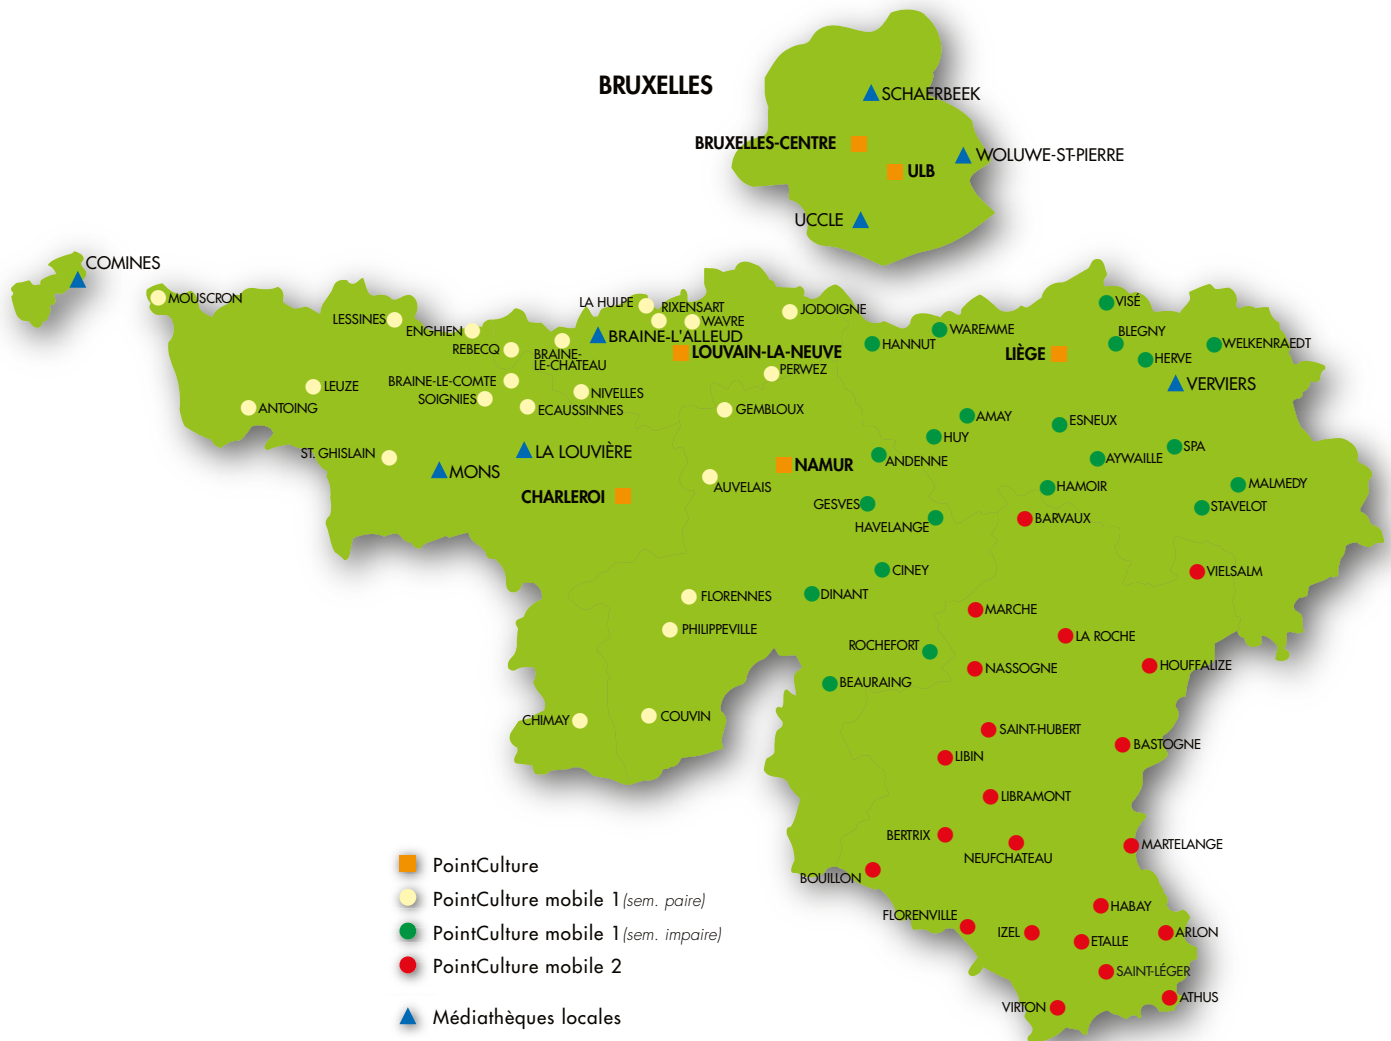 BRUXELLES
SCHAERBEEK
BRUXELLES-CENTRE
WOLUWE-ST-PIERRE
ULB
UCCLE
COMINES
MOUSCRON
LESSINES
ENGHIEN
REBECQ
LA HULPE
RIXENSART
WAVRE
JODOIGNE
BRAINE-L'ALLEUD
BRAINE-
LE-CHATEAU
LOUVAIN-LA-NEUVE
PERWEZ
HANNUT
WAREMME
VISÉ
BLEGNY
LIÈGE
HERVE
WELKENRAEDT
VERVIERS
LEUZE
BRAINE-LE-COMTE
SOIGNIES
NIVELLES
ECAUSSINNES
ANTOING
GEMBLOUX
AMAY
ESNEUX
HUY
ST. GHISLAIN
LA LOUVIÈRE
MONS
NAMUR
ANDENNE
AYWAILLE
SPA
CHARLEROI
AUVELAIS
HAMOIR
MALMEDY
GESVES
STAVELOT
HAVELANGE
BARVAUX
CINEY
VIELSALM
FLORENNES
DINANT
MARCHE
PHILIPPEVILLE
LA ROCHE
ROCHEFORT
NASSOGNE
HOUFFALIZE
BEAURAING
CHIMAY
COUVIN
SAINT-HUBERT
BASTOGNE
LIBIN
LIBRAMONT
BERTRIX
NEUFCHATEAU
MARTELANGE
BOUILLON
HABAY
FLORENVILLE
IZEL
ETALLE
ARLON
SAINT-LÉGER
ATHUS
VIRTON
PointCulture
PointCulture mobile 1 (sem. paire)
PointCulture mobile 1 (sem. impaire)
PointCulture mobile 2
Médiathèques locales